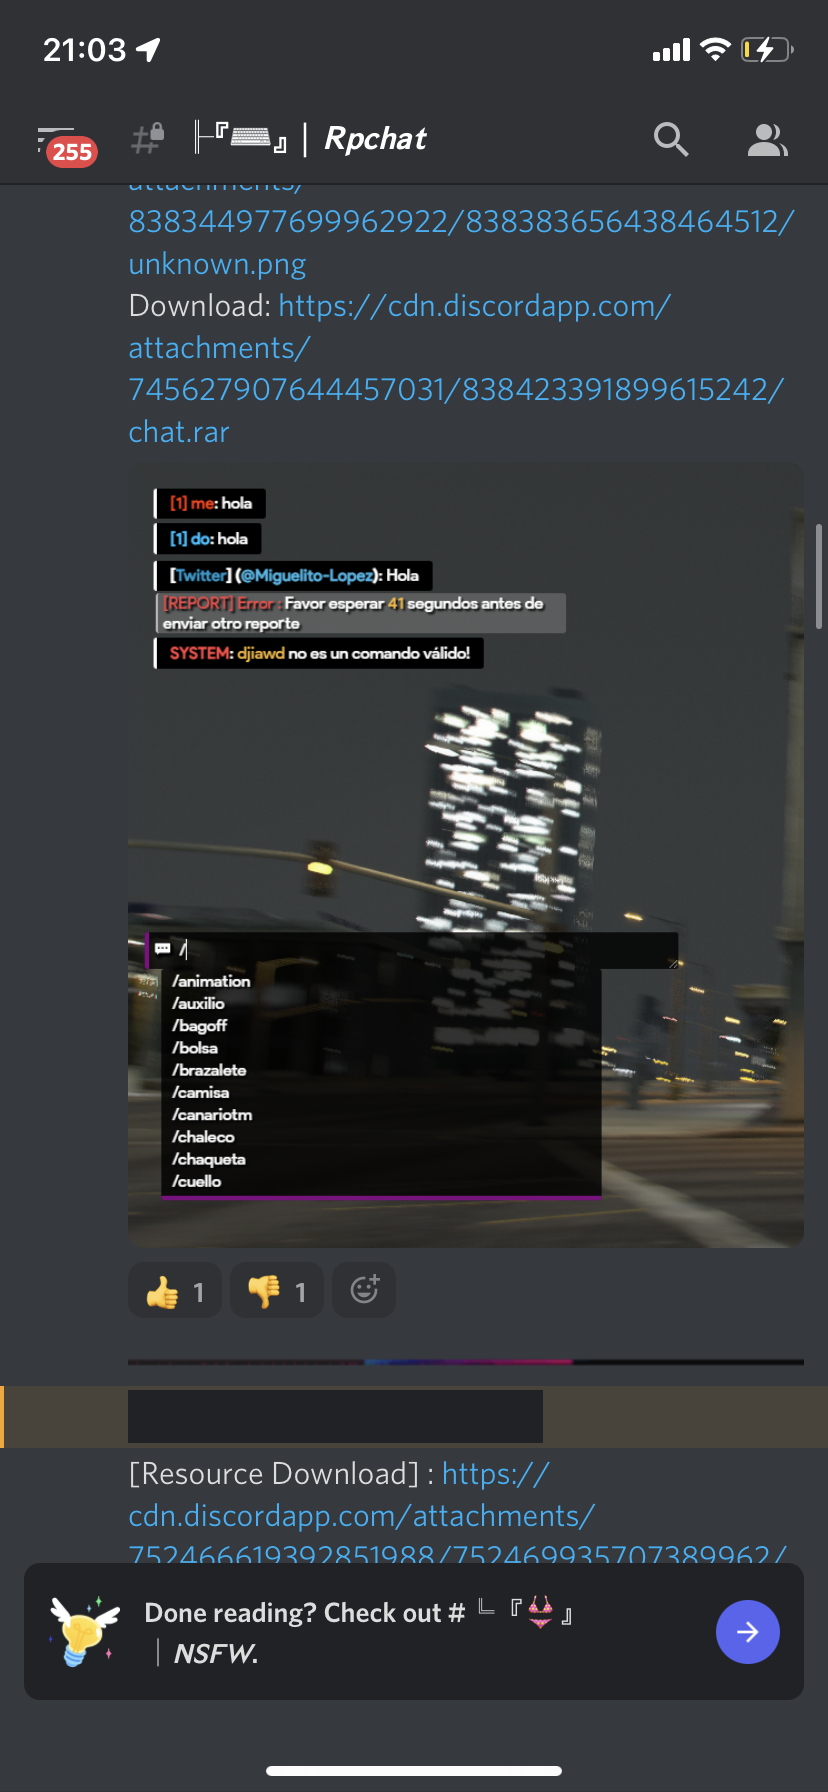 21:03
255
『⌨』 | Rpchat
attachments/
838344977699962922/838383656438464512/
unknown.png
Download: https://cdn.discordapp.com/
attachments/
745627907644457031/838423391899615242/
chat.rar
[1] me: hola
[1] do: hola
[Twitter] (@Miguelito-Lopez): Hola
[REPORT] Error : Favor esperar 41 segundos antes de
enviar otro reporte
SYSTEM: djiawd no es un comando válido!
/
/animation
/auxilio
/bagoff
/bolsa
/brazalete
/camisa
/canariotm
/chaleco
/chaqueta
/cuello
👍 1 👎 1
[Resource Download] : https://
cdn.discordapp.com/attachments/
752466619392851988/752469935707389962/
Done reading? Check out # ╙『👙』
| NSFW.